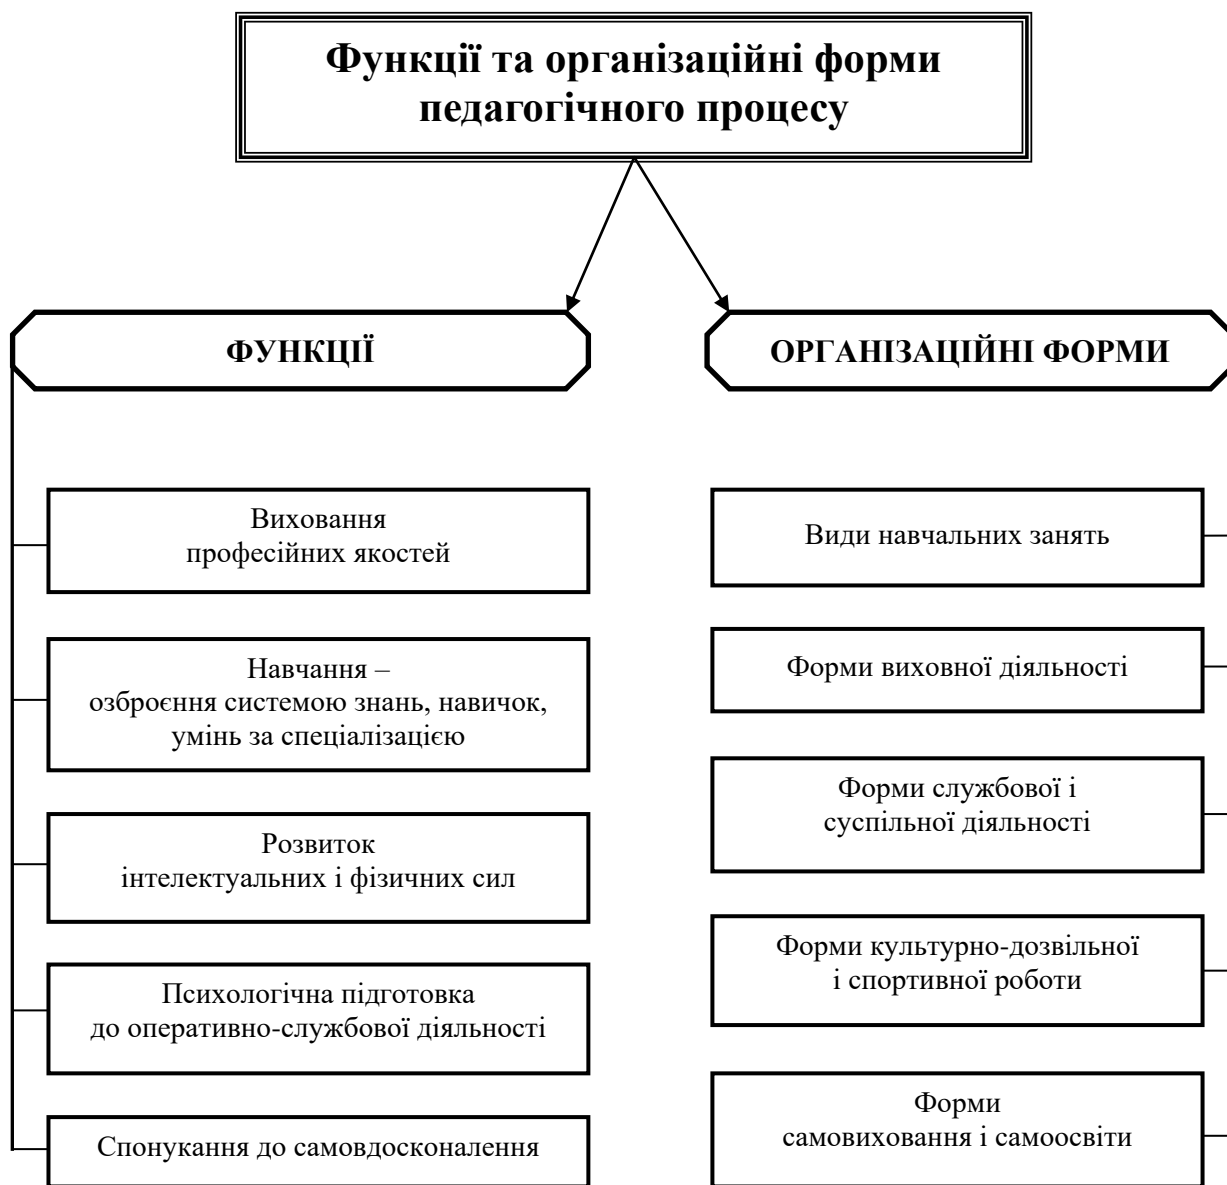 Функції та організаційні форми
педагогічного процесу
ФУНКЦІЇ
Виховання
професійних якостей
Навчання –
озброєння системою знань, навичок,
умінь за спеціалізацією
Розвиток
інтелектуальних і фізичних сил
Психологічна підготовка
до оперативно-службової діяльності
Спонукання до самовдосконалення
ОРГАНІЗАЦІЙНІ ФОРМИ
Види навчальних занять
Форми виховної діяльності
Форми службової і
суспільної діяльності
Форми культурно-дозвільної
і спортивної роботи
Форми
самовиховання і самоосвіти